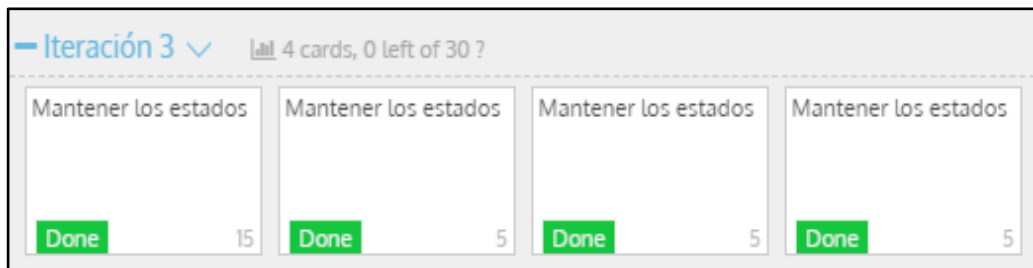 Iteración 3 4 cards, 0 left of 30 ?
Mantener los estados
Done 15
Mantener los estados
Done 5
Mantener los estados
Done 5
Mantener los estados
Done 5